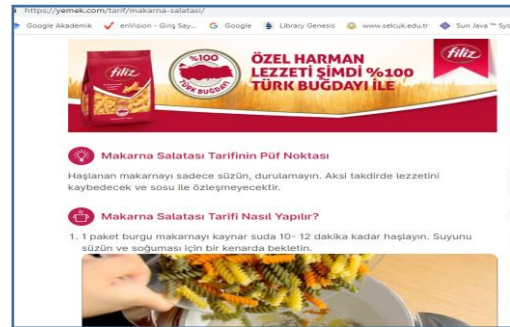 https://yemek.com/tarif/makarna-salatasi/
Google Akademik enVision - Giriş Say... Google Library Genesis www.selcuk.edu.tr Sun Java™ Sys
filiz
%100
TÜRK BUĞDAYI
ÖZEL HARMAN
LEZZETİ ŞİMDİ %100
TÜRK BUĞDAYI İLE
filiz
Makarna Salatası Tarifinin Püf Noktası
Haşlanan makarnayı sadece süzün, durulamayın. Aksi takdirde lezzetini
kaybedecek ve sosu ile özleşmeyecektir.
Makarna Salatası Tarifi Nasıl Yapılır?
1. 1 paket burgu makarnayı kaynar suda 10- 12 dakika kadar haşlayın. Suyunu
süzün ve soğuması için bir kenarda bekletin.